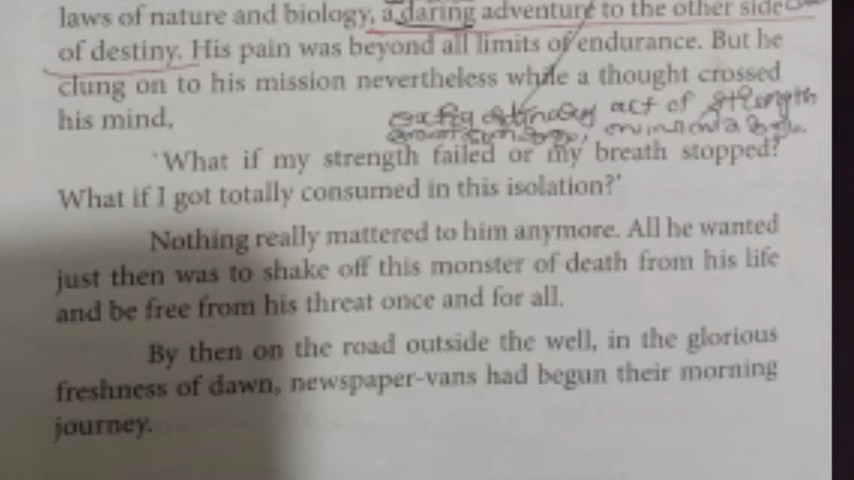 laws of nature and biology, a daring adventure to the other side
of destiny. His pain was beyond all limits of endurance. But he
clung on to his mission nevertheless while a thought crossed
his mind,
act of strength
'What if my strength failed or my breath stopped?
What if I got totally consumed in this isolation?'
Nothing really mattered to him anymore. All he wanted
just then was to shake off this monster of death from his life
and be free from his threat once and for all.
By then on the road outside the well, in the glorious
freshness of dawn, newspaper-vans had begun their morning
journey.